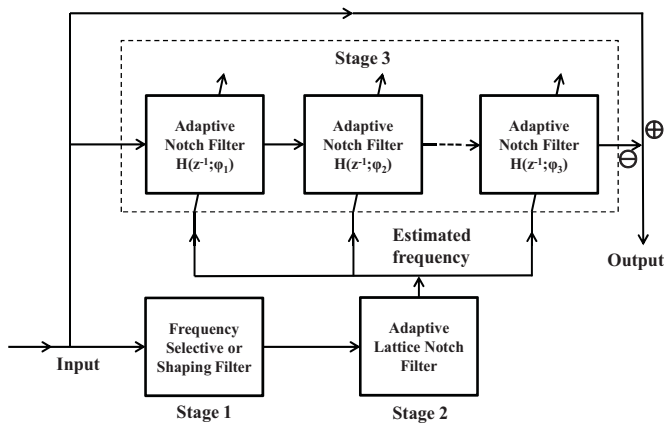 Stage 3
Adaptive
Notch Filter
H(z⁻¹;φ₁)
Adaptive
Notch Filter
H(z⁻¹;φ₂)
Adaptive
Notch Filter
H(z⁻¹;φ₃)
⊕
⊖
Estimated
frequency
Output
Input
Frequency
Selective or
Shaping Filter
Stage 1
Adaptive
Lattice Notch
Filter
Stage 2